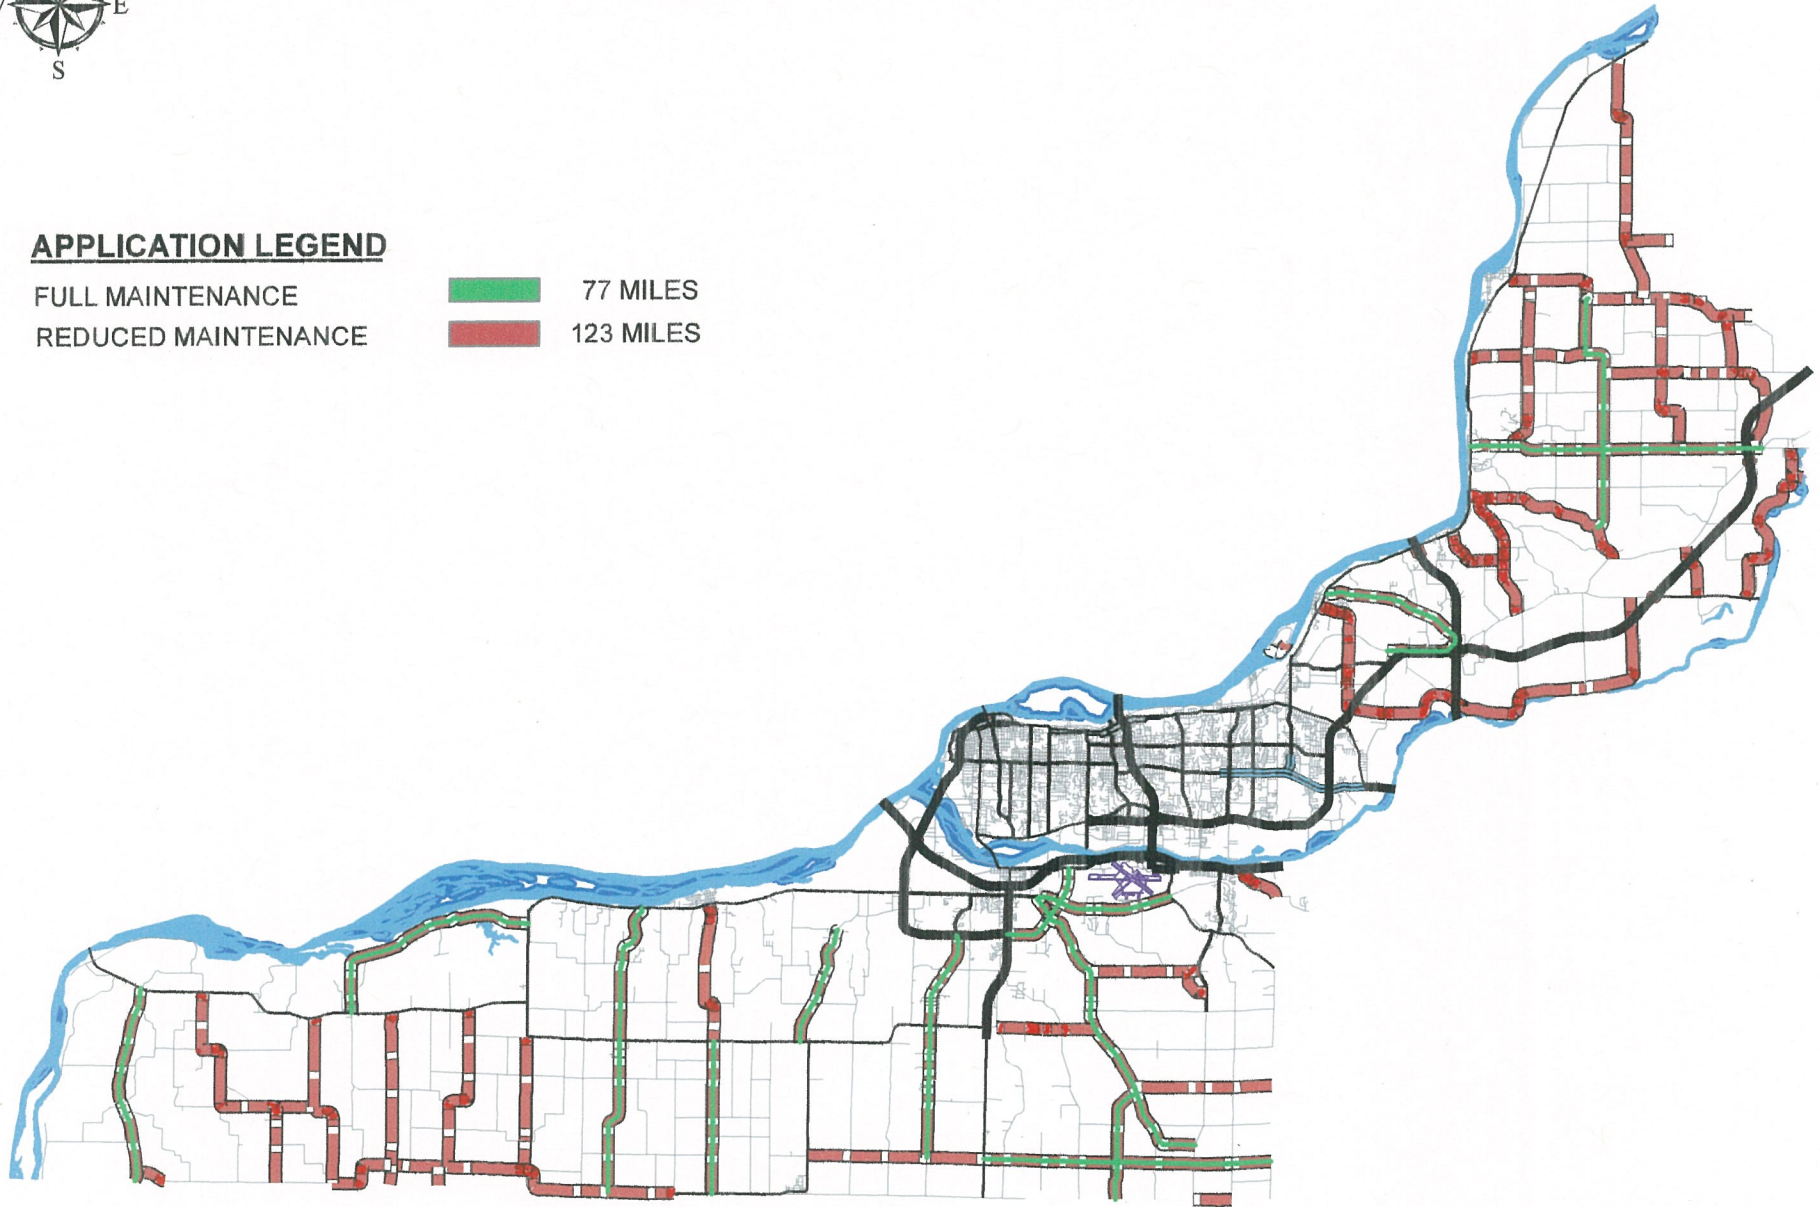 E
S
APPLICATION LEGEND
FULL MAINTENANCE 77 MILES
REDUCED MAINTENANCE 123 MILES